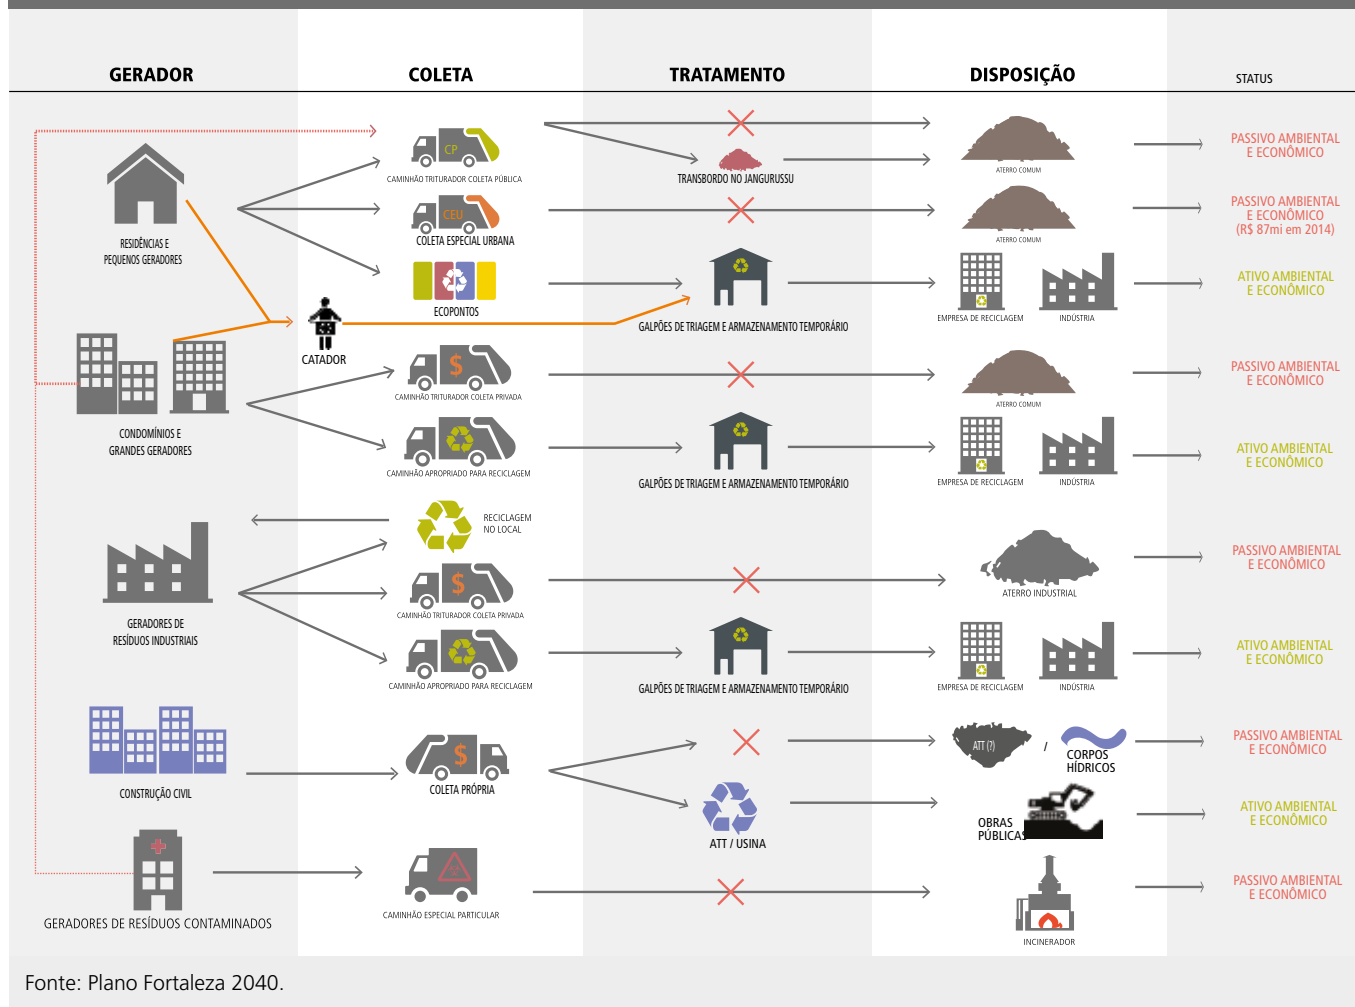 GERADOR
COLETA
TRATAMENTO
DISPOSIÇÃO
STATUS
CP
CAMINHÃO TRITURADOR COLETA PÚBLICA
TRANSBORDO NO JANGURUSSU
ATERRO COMUM
PASSIVO AMBIENTAL
E ECONÔMICO
RESIDÊNCIAS E
PEQUENOS GERADORES
CEU
COLETA ESPECIAL URBANA
ATERRO COMUM
PASSIVO AMBIENTAL
E ECONÔMICO
(R$ 87mi em 2014)
ECOPONTOS
GALPÕES DE TRIAGEM E ARMAZENAMENTO TEMPORÁRIO
EMPRESA DE RECICLAGEM
INDÚSTRIA
ATIVO AMBIENTAL
E ECONÔMICO
CATADOR
CONDOMÍNIOS E
GRANDES GERADORES
$
CAMINHÃO TRITURADOR COLETA PRIVADA
ATERRO COMUM
PASSIVO AMBIENTAL
E ECONÔMICO
CAMINHÃO APROPRIADO PARA RECICLAGEM
GALPÕES DE TRIAGEM E ARMAZENAMENTO TEMPORÁRIO
EMPRESA DE RECICLAGEM
INDÚSTRIA
ATIVO AMBIENTAL
E ECONÔMICO
RECICLAGEM
NO LOCAL
GERADORES DE
RESÍDUOS INDUSTRIAIS
$
CAMINHÃO TRITURADOR COLETA PRIVADA
ATERRO INDUSTRIAL
PASSIVO AMBIENTAL
E ECONÔMICO
CAMINHÃO APROPRIADO PARA RECICLAGEM
GALPÕES DE TRIAGEM E ARMAZENAMENTO TEMPORÁRIO
EMPRESA DE RECICLAGEM
INDÚSTRIA
ATIVO AMBIENTAL
E ECONÔMICO
CONSTRUÇÃO CIVIL
$
COLETA PRÓPRIA
ATT (?)
/
CORPOS
HÍDRICOS
PASSIVO AMBIENTAL
E ECONÔMICO
ATT / USINA
OBRAS
PÚBLICAS
ATIVO AMBIENTAL
E ECONÔMICO
GERADORES DE RESÍDUOS CONTAMINADOS
CAMINHÃO ESPECIAL PARTICULAR
INCINERADOR
PASSIVO AMBIENTAL
E ECONÔMICO
Fonte: Plano Fortaleza 2040.